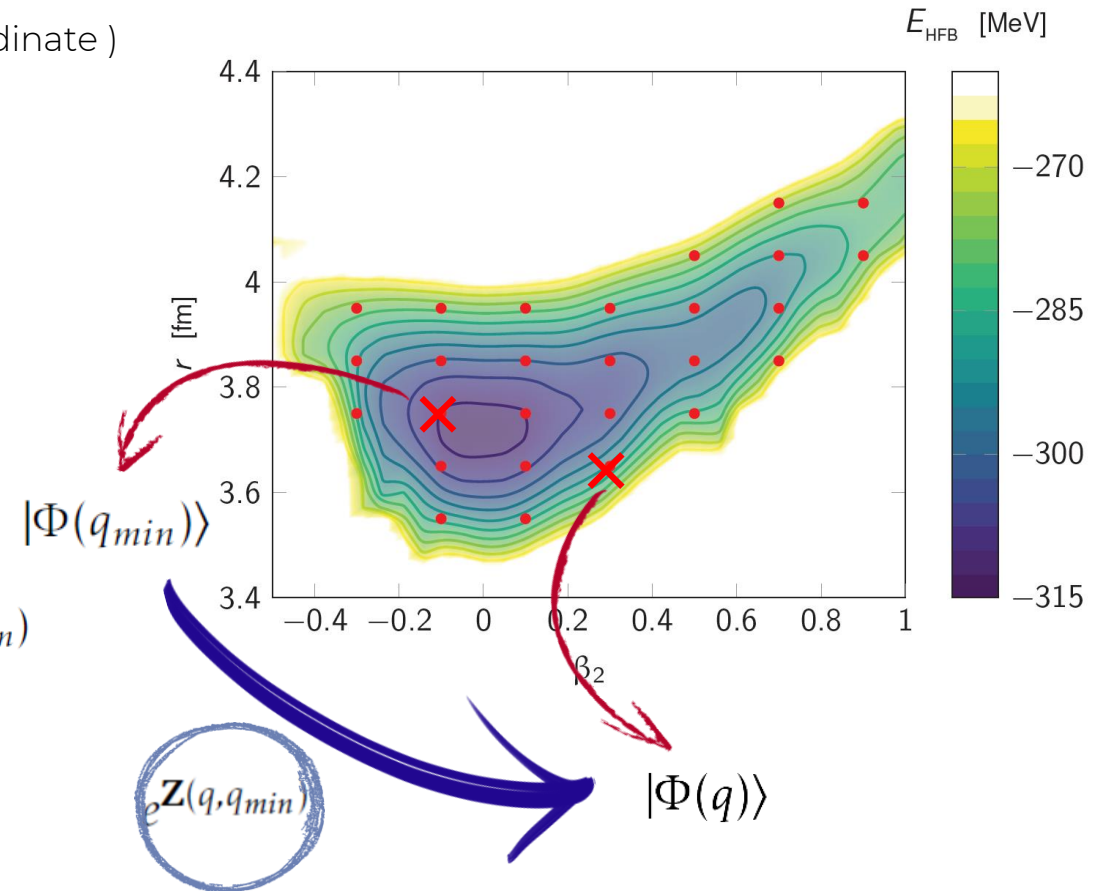 dinate )
E_HFB [MeV]
4.4
4.2
4
3.8
3.6
3.4
r [fm]
−0.4 −0.2 0 0.2 0.4 0.6 0.8 1
β₂
−270
−285
−300
−315
|Φ(q_min)⟩
n)
e^Z(q,q_min)
|Φ(q)⟩